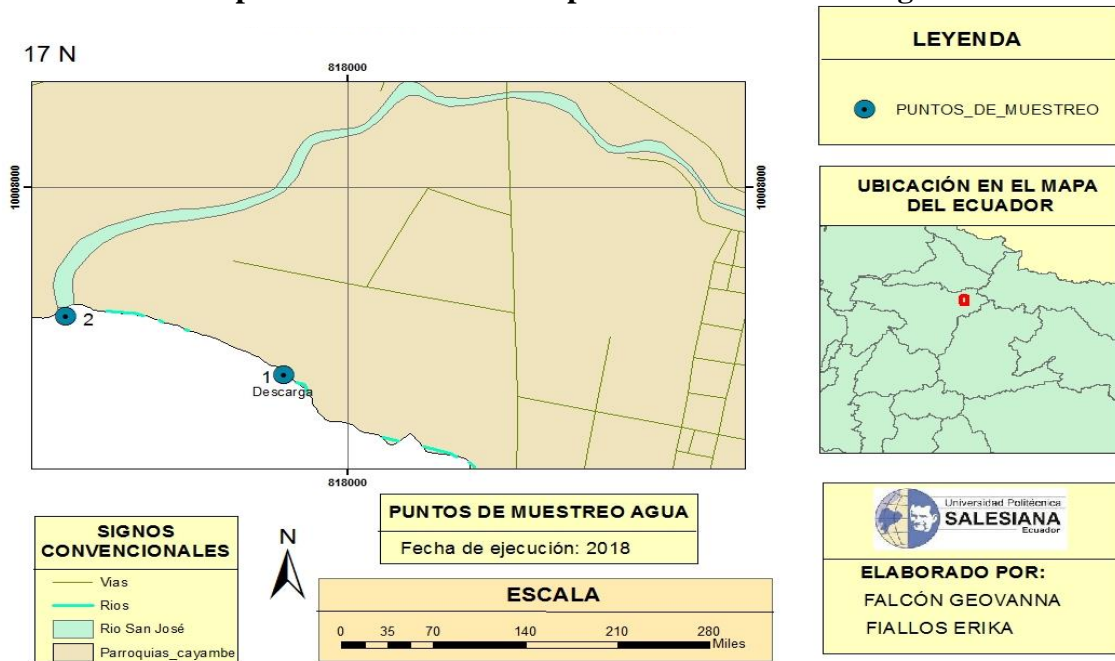 17 N
818000
10008000
10008000
2
1
Descarga
818000
LEYENDA
PUNTOS_DE_MUESTREO
UBICACIÓN EN EL MAPA
DEL ECUADOR
SIGNOS
CONVENCIONALES
Vias
Rios
Rio San José
Parroquias_cayambe
N
PUNTOS DE MUESTREO AGUA
Fecha de ejecución: 2018
ESCALA
0 35 70 140 210 280
Miles
Universidad Politécnica
SALESIANA
Ecuador
ELABORADO POR:
FALCÓN GEOVANNA
FIALLOS ERIKA